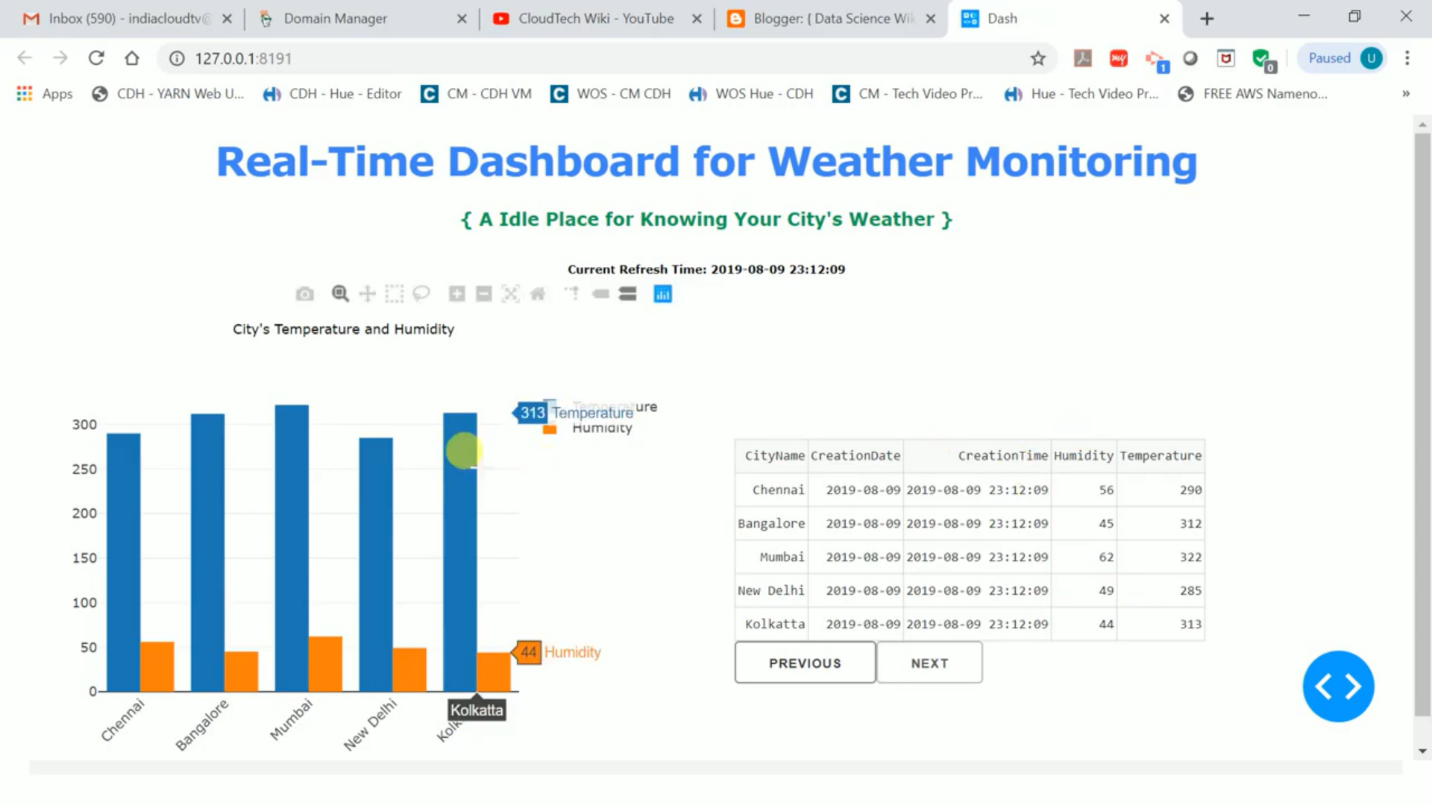 Inbox (590) - indiacloudtv@
Domain Manager
CloudTech Wiki - YouTube
Blogger: { Data Science Wik
Dash
127.0.0.1:8191
1
0
Paused
U
Apps
CDH - YARN Web U...
CDH - Hue - Editor
CM - CDH VM
WOS - CM CDH
WOS Hue - CDH
CM - Tech Video Pr...
Hue - Tech Video Pr...
FREE AWS Nameno...
»
Real-Time Dashboard for Weather Monitoring
{ A Idle Place for Knowing Your City's Weather }
Current Refresh Time: 2019-08-09 23:12:09
City's Temperature and Humidity
300
250
200
150
100
50
0
Chennai
Bangalore
Mumbai
New Delhi
Kolkatta
313 Temperature
Temperature
Humidity
44 Humidity
CityName CreationDate CreationTime Humidity Temperature
Chennai 2019-08-09 2019-08-09 23:12:09 56 290
Bangalore 2019-08-09 2019-08-09 23:12:09 45 312
Mumbai 2019-08-09 2019-08-09 23:12:09 62 322
New Delhi 2019-08-09 2019-08-09 23:12:09 49 285
Kolkatta 2019-08-09 2019-08-09 23:12:09 44 313
PREVIOUS
NEXT